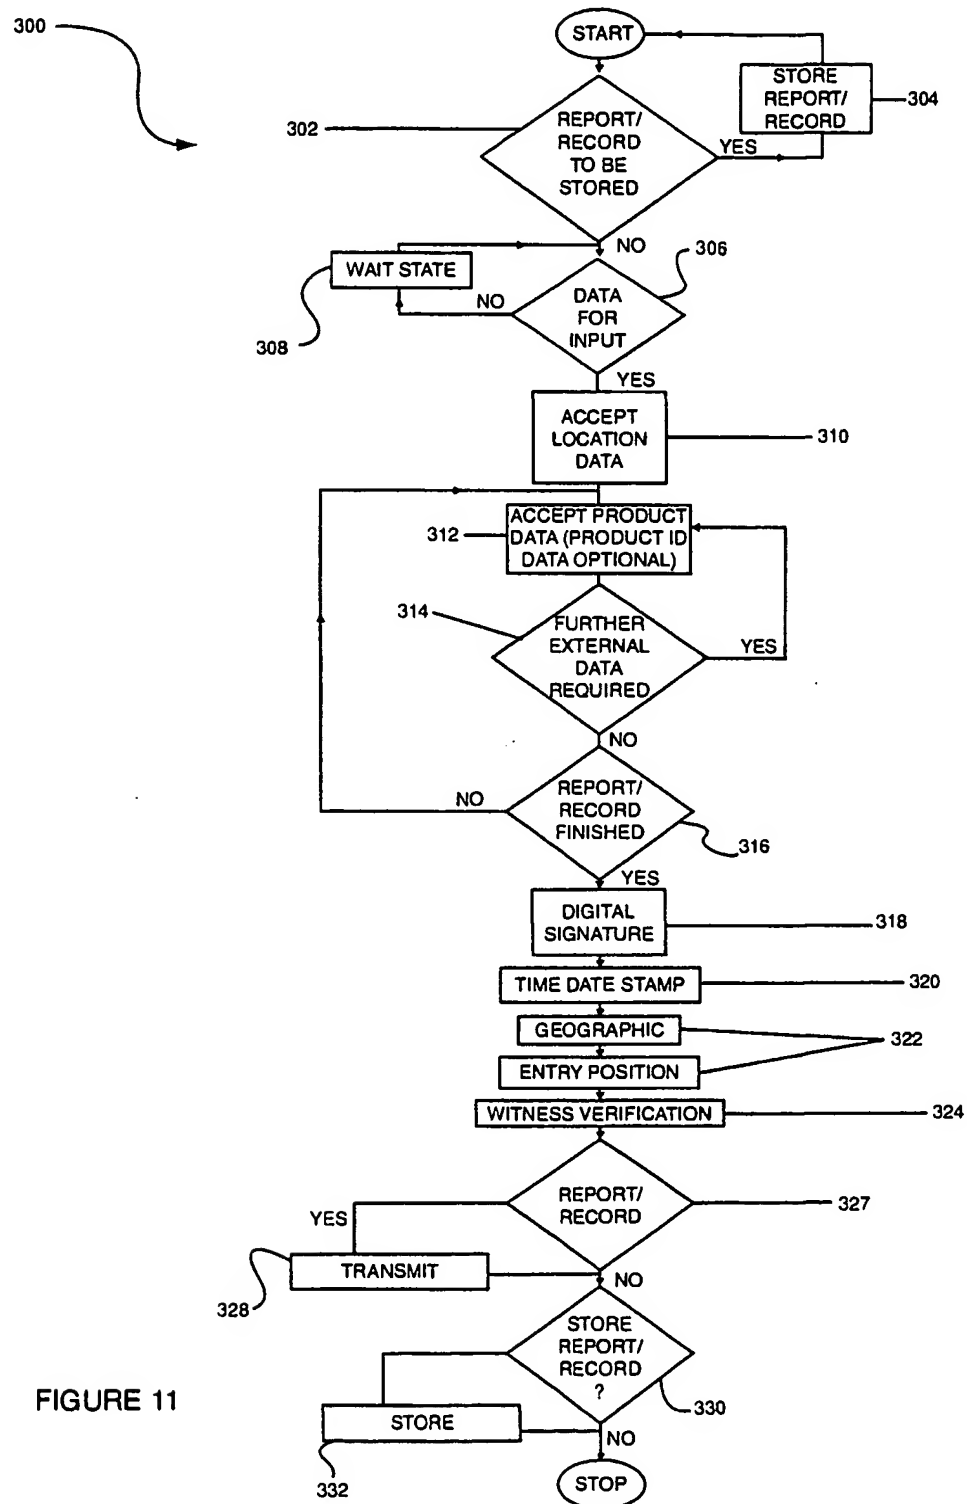 300
START
STORE
REPORT/
RECORD
304
302
REPORT/
RECORD
TO BE
STORED
YES
NO
WAIT STATE
306
308
NO
DATA
FOR
INPUT
YES
ACCEPT
LOCATION
DATA
310
312
ACCEPT PRODUCT
DATA (PRODUCT ID
DATA OPTIONAL)
314
FURTHER
EXTERNAL
DATA
REQUIRED
YES
NO
NO
REPORT/
RECORD
FINISHED
316
YES
DIGITAL
SIGNATURE
318
TIME DATE STAMP
320
GEOGRAPHIC
322
ENTRY POSITION
WITNESS VERIFICATION
324
REPORT/
RECORD
327
YES
TRANSMIT
328
NO
STORE
REPORT/
RECORD
?
330
STORE
332
NO
STOP
FIGURE 11